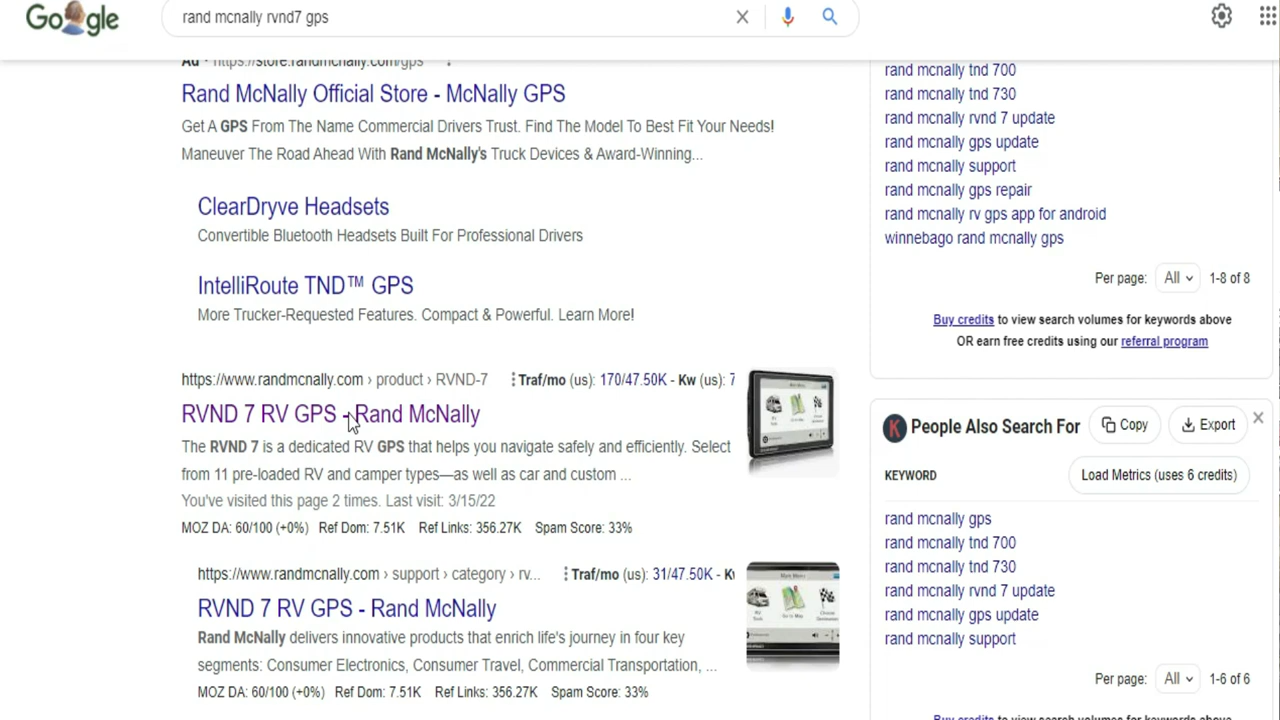 Google
rand mcnally rvnd7 gps
Ad · https://store.randmcnally.com/gps
Rand McNally Official Store - McNally GPS
Get A GPS From The Name Commercial Drivers Trust. Find The Model To Best Fit Your Needs!
Maneuver The Road Ahead With Rand McNally's Truck Devices & Award-Winning...
ClearDryve Headsets
Convertible Bluetooth Headsets Built For Professional Drivers
IntelliRoute TND™ GPS
More Trucker-Requested Features. Compact & Powerful. Learn More!
https://www.randmcnally.com › product › RVND-7 Traf/mo (us): 170/47.50K - Kw (us): 7
RVND 7 RV GPS - Rand McNally
The RVND 7 is a dedicated RV GPS that helps you navigate safely and efficiently. Select
from 11 pre-loaded RV and camper types—as well as car and custom ...
You've visited this page 2 times. Last visit: 3/15/22
MOZ DA: 60/100 (+0%) Ref Dom: 7.51K Ref Links: 356.27K Spam Score: 33%
https://www.randmcnally.com › support › category › rv... Traf/mo (us): 31/47.50K - Kw
RVND 7 RV GPS - Rand McNally
Rand McNally delivers innovative products that enrich life's journey in four key
segments: Consumer Electronics, Consumer Travel, Commercial Transportation, ...
MOZ DA: 60/100 (+0%) Ref Dom: 7.51K Ref Links: 356.27K Spam Score: 33%
rand mcnally tnd 700
rand mcnally tnd 730
rand mcnally rvnd 7 update
rand mcnally gps update
rand mcnally support
rand mcnally gps repair
rand mcnally rv gps app for android
winnebago rand mcnally gps
Per page: All 1-8 of 8
Buy credits to view search volumes for keywords above
OR earn free credits using our referral program
K People Also Search For Copy Export
KEYWORD Load Metrics (uses 6 credits)
rand mcnally gps
rand mcnally tnd 700
rand mcnally tnd 730
rand mcnally rvnd 7 update
rand mcnally gps update
rand mcnally support
Per page: All 1-6 of 6
Buy credits to view search volumes for keywords above